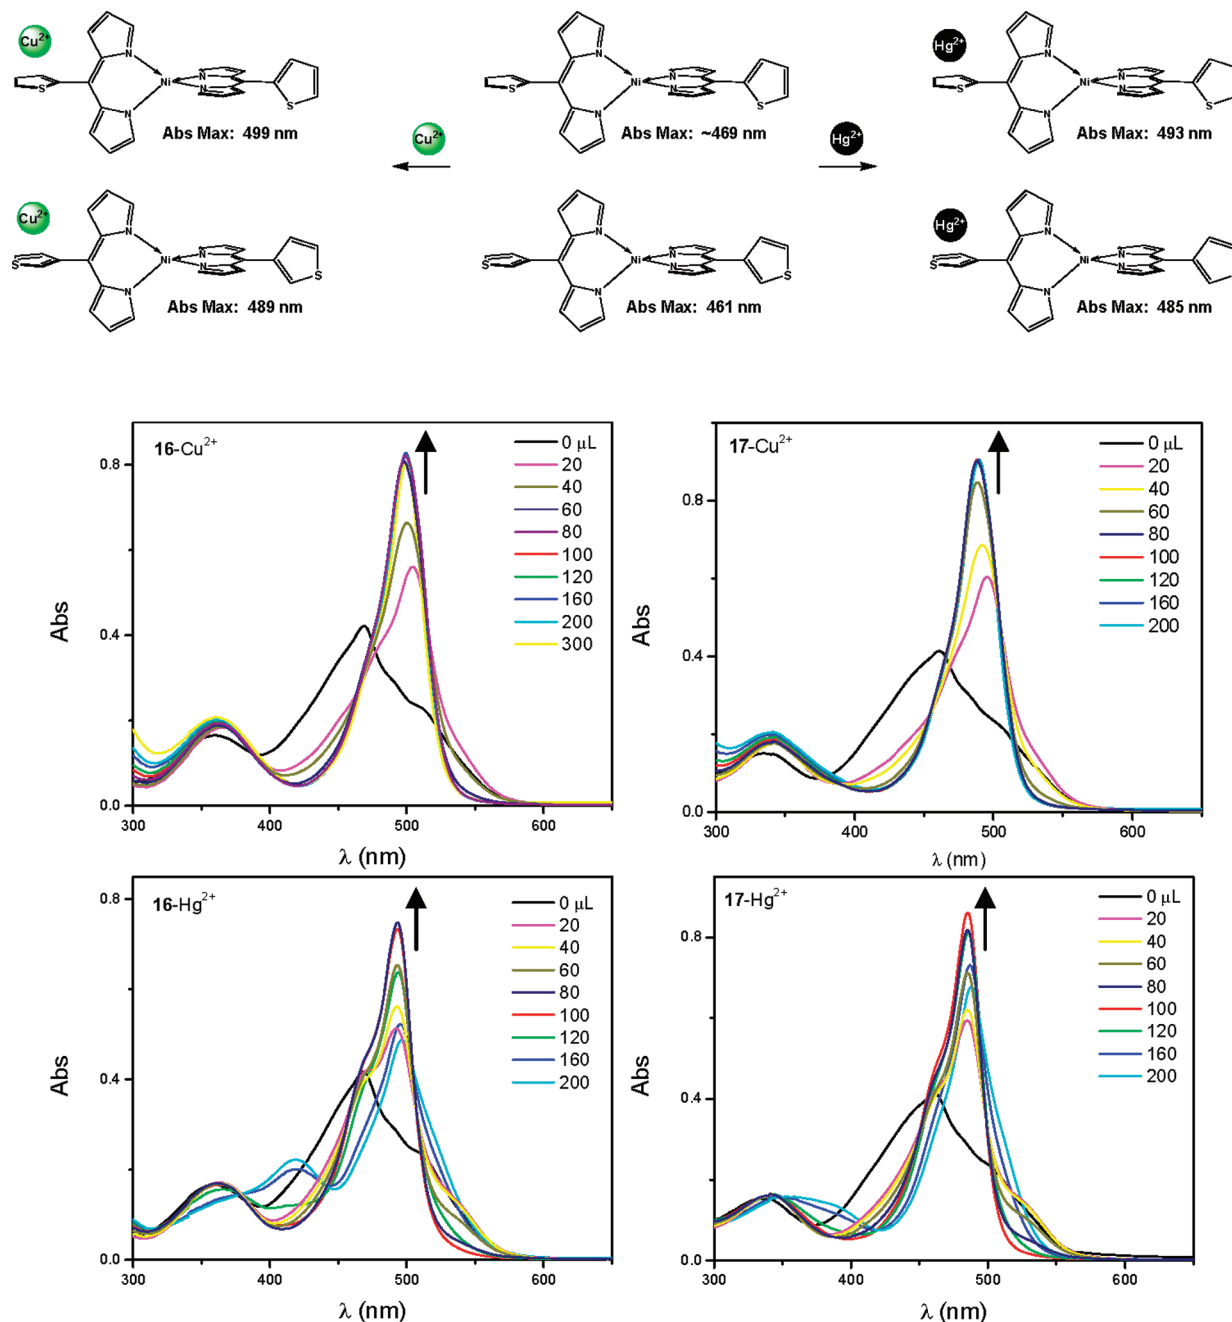 Cu²⁺
N
N
Ni
N
N
S
S
Abs Max: 499 nm
N
N
Ni
N
N
S
S
Abs Max: ~469 nm
Hg²⁺
N
N
Ni
N
N
S
S
Abs Max: 493 nm
Cu²⁺
Hg²⁺
Cu²⁺
N
N
Ni
N
N
S
S
Abs Max: 489 nm
N
N
Ni
N
N
S
S
Abs Max: 461 nm
Hg²⁺
N
N
Ni
N
N
S
Abs Max: 485 nm
16-Cu²⁺
0 μL
20
40
60
80
100
120
160
200
300
Abs
0.8
0.4
0.0
300 400 500 600
λ (nm)
17-Cu²⁺
0 μL
20
40
60
80
100
120
160
200
Abs
0.8
0.4
0.0
300 400 500 600
λ (nm)
16-Hg²⁺
0 μL
20
40
60
80
100
120
160
200
Abs
0.8
0.4
0.0
300 400 500 600
λ (nm)
17-Hg²⁺
0 μL
20
40
60
80
100
120
160
200
Abs
0.8
0.4
0.0
300 400 500 600
λ (nm)